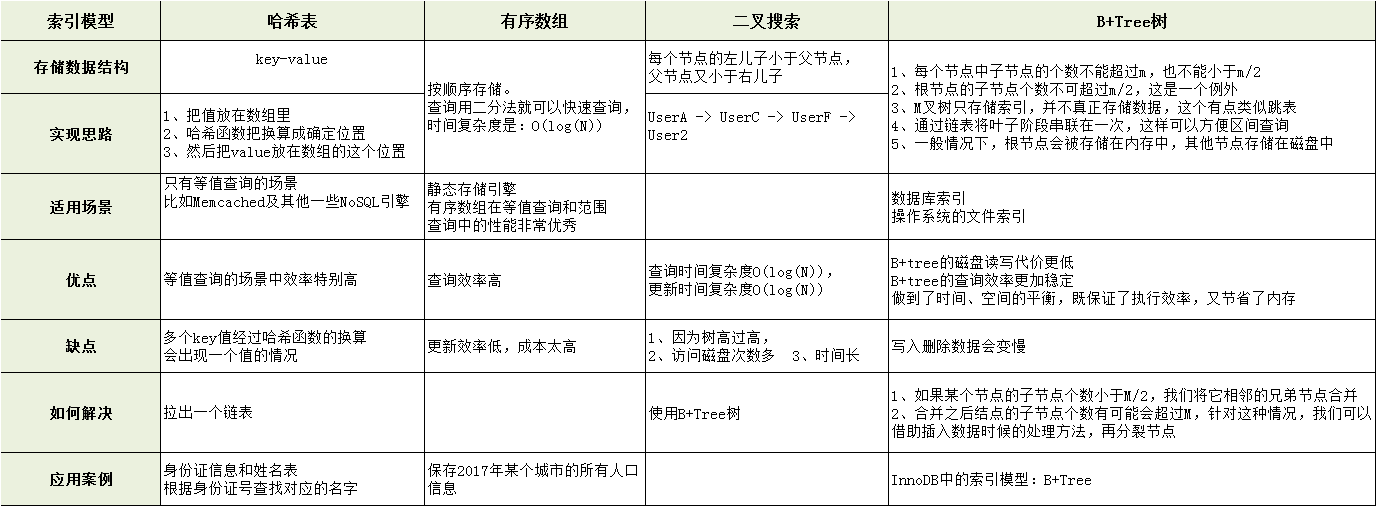 索引模型
哈希表
有序数组
二叉搜索
B+Tree树
存储数据结构
key-value
按顺序存储。
查询用二分法就可以快速查询，
时间复杂度是：O(log(N))
每个节点的左儿子小于父节点，
父节点又小于右儿子
1、每个节点中子节点的个数不能超过m，也不能小于m/2
2、根节点的子节点个数不可超过m/2，这是一个例外
3、M叉树只存储索引，并不真正存储数据，这个有点类似跳表
4、通过链表将叶子阶段串联在一次，这样可以方便区间查询
5、一般情况下，根节点会被存储在内存中，其他节点存储在磁盘中
实现思路
1、把值放在数组里
2、哈希函数把换算成确定位置
3、然后把value放在数组的这个位置
UserA -> UserC -> UserF ->
User2
适用场景
只有等值查询的场景
比如Memcached及其他一些NoSQL引擎
静态存储引擎
有序数组在等值查询和范围
查询中的性能非常优秀
数据库索引
操作系统的文件索引
优点
等值查询的场景中效率特别高
查询效率高
查询时间复杂度O(log(N))，
更新时间复杂度O(log(N))
B+tree的磁盘读写代价更低
B+tree的查询效率更加稳定
做到了时间、空间的平衡，既保证了执行效率，又节省了内存
缺点
多个key值经过哈希函数的换算
会出现一个值的情况
更新效率低，成本太高
1、因为树高过高，
2、访问磁盘次数多 3、时间长
写入删除数据会变慢
如何解决
拉出一个链表
使用B+Tree树
1、如果某个节点的子节点个数小于M/2，我们将它相邻的兄弟节点合并
2、合并之后结点的子节点个数有可能会超过M，针对这种情况，我们可以
借助插入数据时候的处理方法，再分裂节点
应用案例
身份证信息和姓名表
根据身份证号查找对应的名字
保存2017年某个城市的所有人口
信息
InnoDB中的索引模型：B+Tree